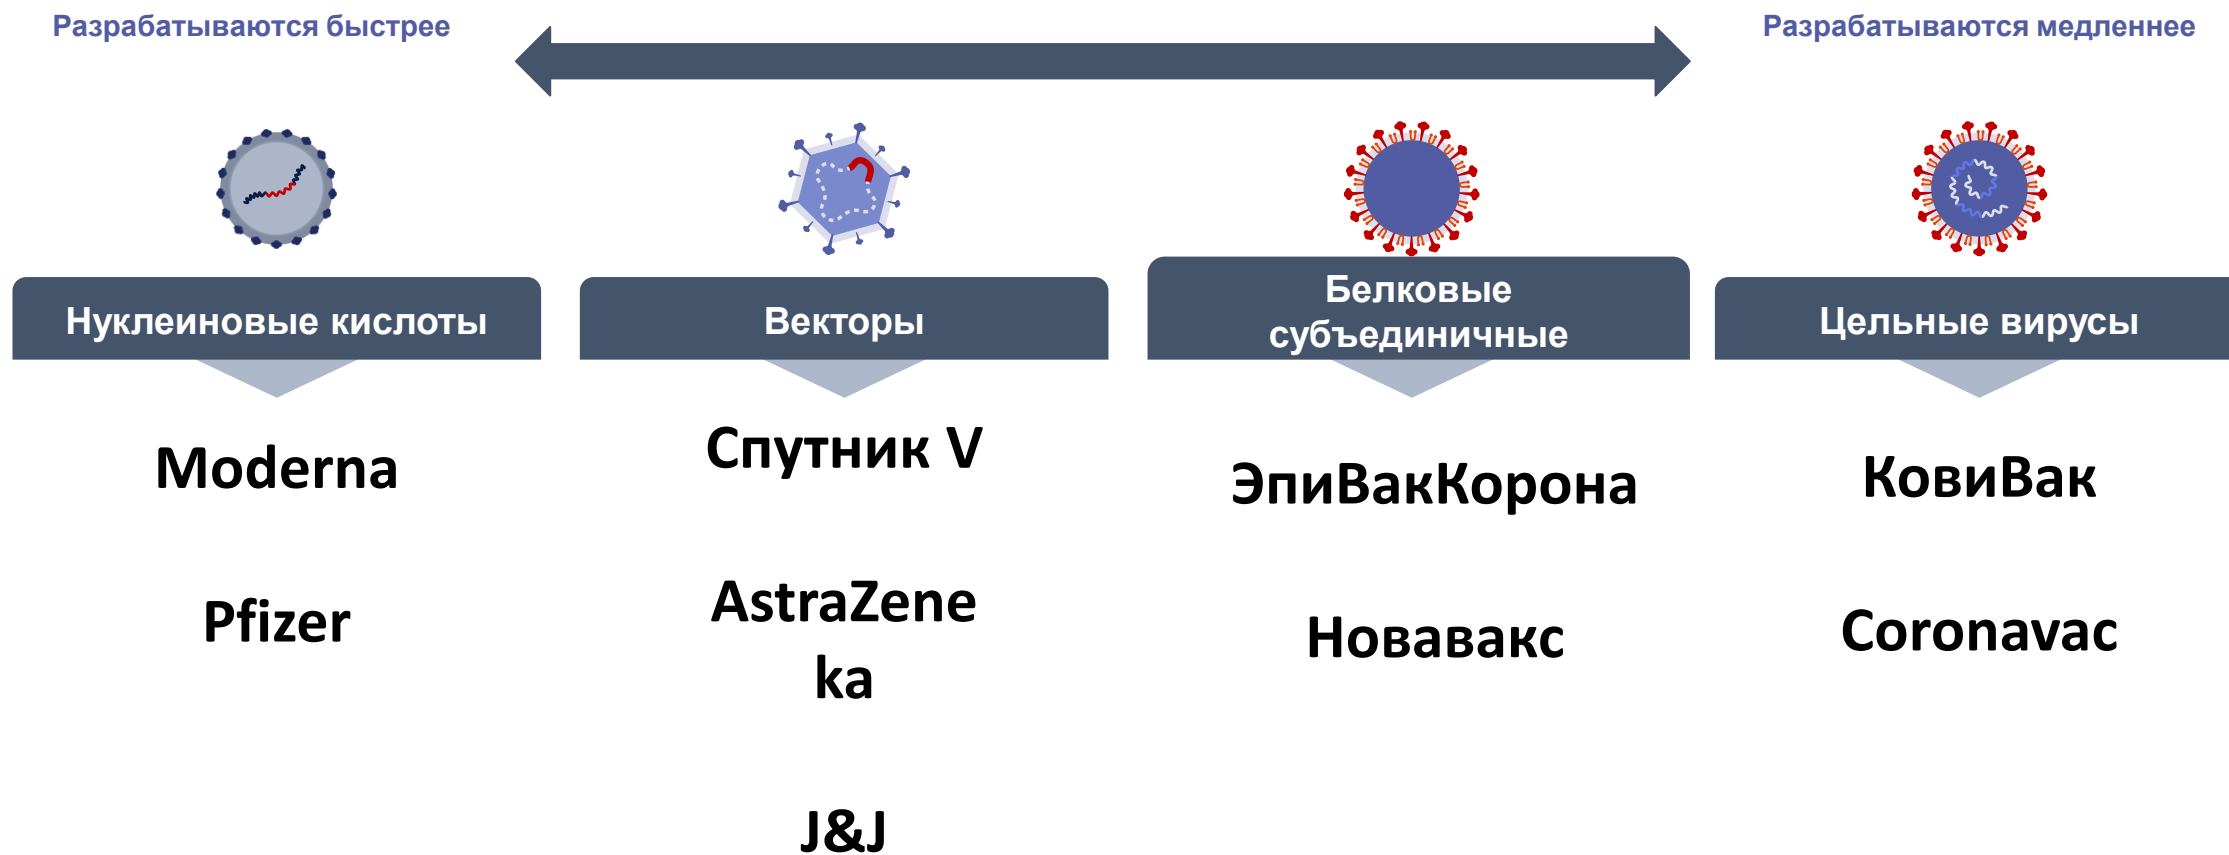 Разрабатываются быстрее
Разрабатываются медленнее
Нуклеиновые кислоты
Векторы
Белковые
субъединичные
Цельные вирусы
Moderna
Pfizer
Спутник V
AstraZene
ka
J&J
ЭпиВакКорона
Новавакс
КовиВак
Coronavac